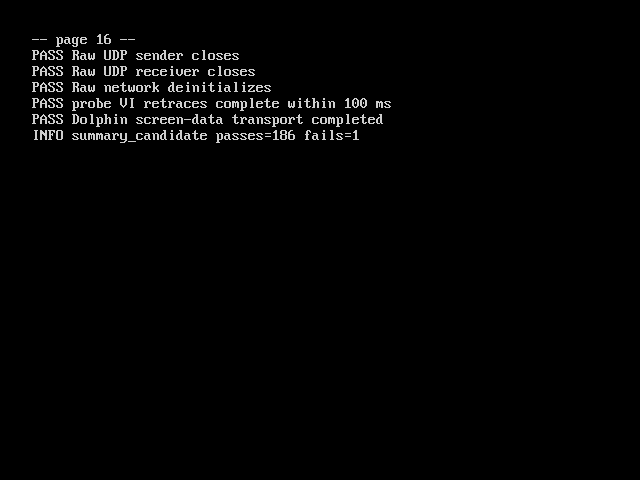 -- page 16 --
PASS Raw UDP sender closes
PASS Raw UDP receiver closes
PASS Raw network deinitializes
PASS probe VI retraces complete within 100 ms
PASS Dolphin screen-data transport completed
INFO summary_candidate passes=186 fails=1